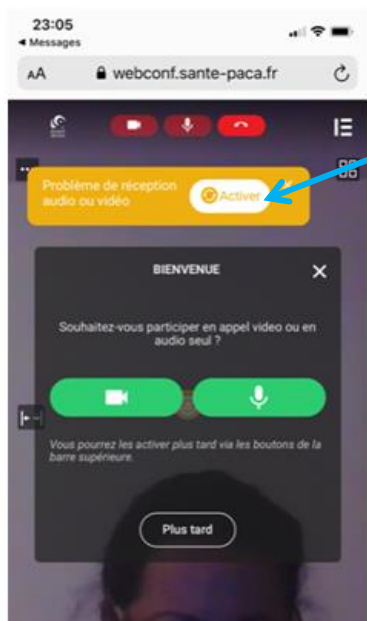 23:05
◀ Messages
AA webconf.sante-paca.fr
Problème de réception
audio ou vidéo
Activer
BIENVENUE
Souhaitez-vous participer en appel video ou en
audio seul ?
Vous pourrez les activer plus tard via les boutons de la
barre supérieure.
Plus tard